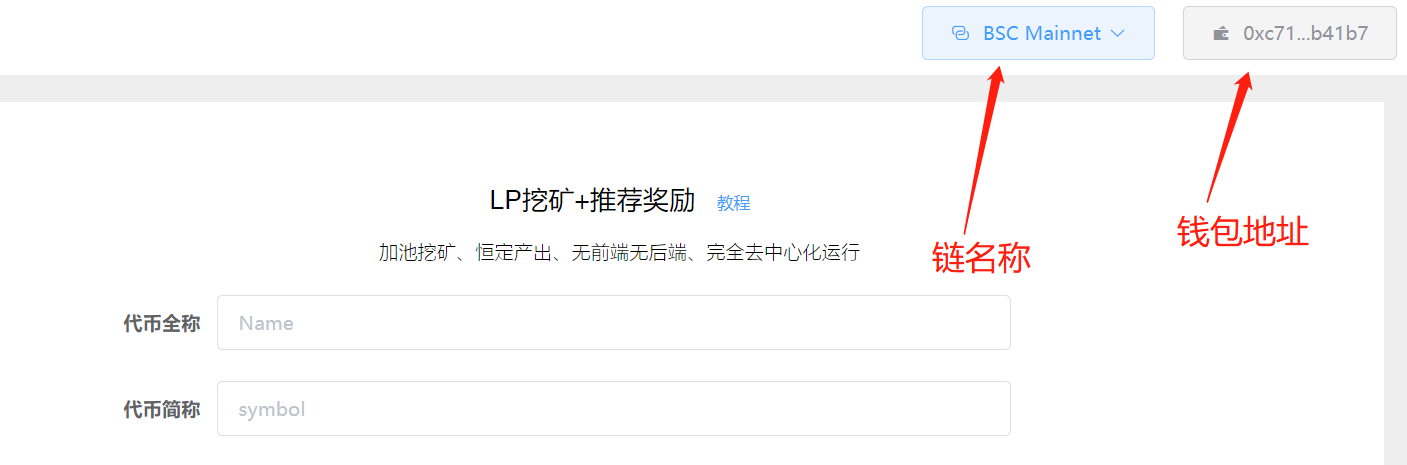 BSC Mainnet
0xc71...b41b7
LP挖矿+推荐奖励 教程
链名称
钱包地址
加池挖矿、恒定产出、无前端无后端、完全去中心化运行
代币全称
Name
代币简称
symbol